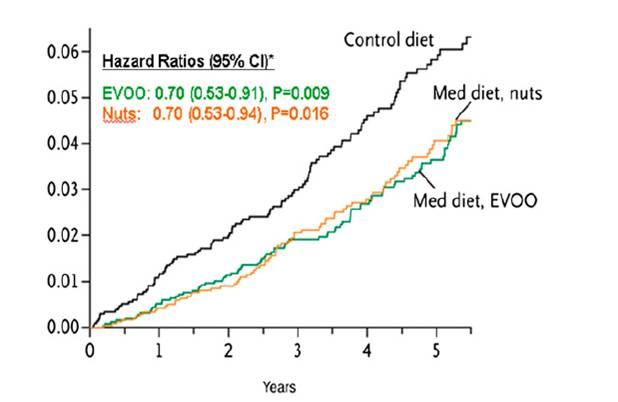 Control diet
0.06
Hazard Ratios (95% CI)*
0.05
EVOO: 0.70 (0.53-0.91), P=0.009
Med diet, nuts
Nuts: 0.70 (0.53-0.94), P=0.016
0.04
0.03
Med diet, EVOO
0.02
0.01
0.00
0 1 2 3 4 5
Years